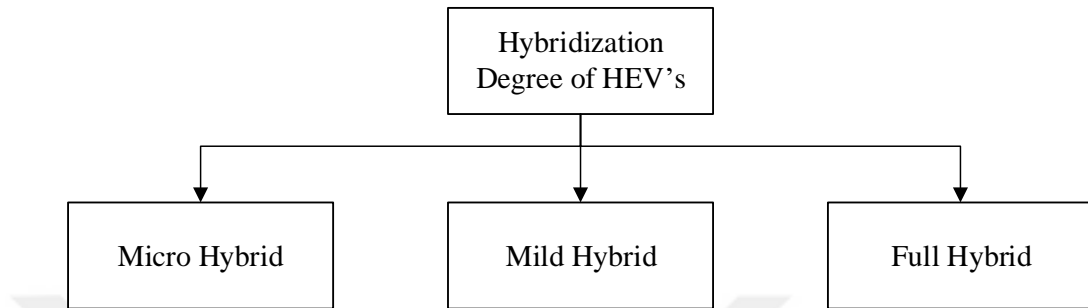 Hybridization
Degree of HEV’s
Micro Hybrid
Mild Hybrid
Full Hybrid